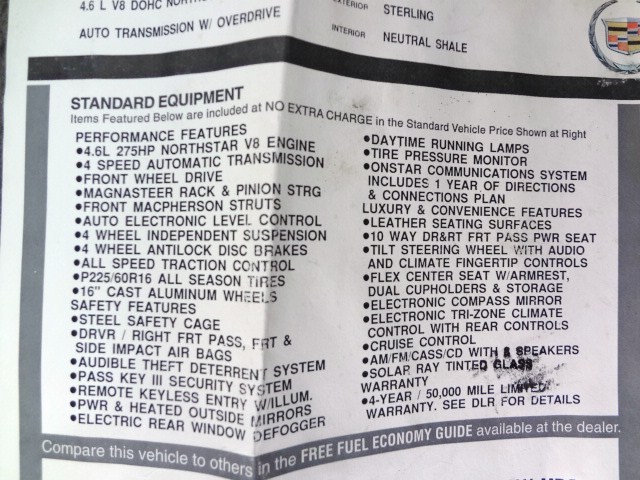 4.6 L V8 DOHC
AUTO TRANSMISSION W/ OVERDRIVE
EXTERIOR STERLING
INTERIOR NEUTRAL SHALE
STANDARD EQUIPMENT
Items Featured Below are included at NO EXTRA CHARGE in the Standard Vehicle Price Shown at Right
PERFORMANCE FEATURES
•4.6L 275HP NORTHSTAR V8 ENGINE
•4 SPEED AUTOMATIC TRANSMISSION
•FRONT WHEEL DRIVE
•MAGNASTEER RACK & PINION STRG
•FRONT MACPHERSON STRUTS
•AUTO ELECTRONIC LEVEL CONTROL
•4 WHEEL INDEPENDENT SUSPENSION
•4 WHEEL ANTILOCK DISC BRAKES
•ALL SPEED TRACTION CONTROL
•P225/60R16 ALL SEASON TIRES
•16" CAST ALUMINUM WHEELS
SAFETY FEATURES
•STEEL SAFETY CAGE
•DRVR / RIGHT FRT PASS, FRT &
SIDE IMPACT AIR BAGS
•AUDIBLE THEFT DETERRENT SYSTEM
•PASS KEY III SECURITY SYSTEM
•REMOTE KEYLESS ENTRY W/ILLUM.
•PWR & HEATED OUTSIDE MIRRORS
•ELECTRIC REAR WINDOW DEFOGGER
•DAYTIME RUNNING LAMPS
•TIRE PRESSURE MONITOR
•ONSTAR COMMUNICATIONS SYSTEM
INCLUDES 1 YEAR OF DIRECTIONS
& CONNECTIONS PLAN
LUXURY & CONVENIENCE FEATURES
•LEATHER SEATING SURFACES
•10 WAY DR&RT FRT PASS PWR SEAT
•TILT STEERING WHEEL WITH AUDIO
AND CLIMATE FINGERTIP CONTROLS
•FLEX CENTER SEAT W/ARMREST,
DUAL CUPHOLDERS & STORAGE
•ELECTRONIC COMPASS MIRROR
•ELECTRONIC TRI-ZONE CLIMATE
CONTROL WITH REAR CONTROLS
•CRUISE CONTROL
•AM/FM/CASS/CD WITH 8 SPEAKERS
•SOLAR RAY TINTED GLASS
WARRANTY
•4-YEAR / 50,000 MILE LIMITED
WARRANTY. SEE DLR FOR DETAILS
Compare this vehicle to others in the FREE FUEL ECONOMY GUIDE available at the dealer.